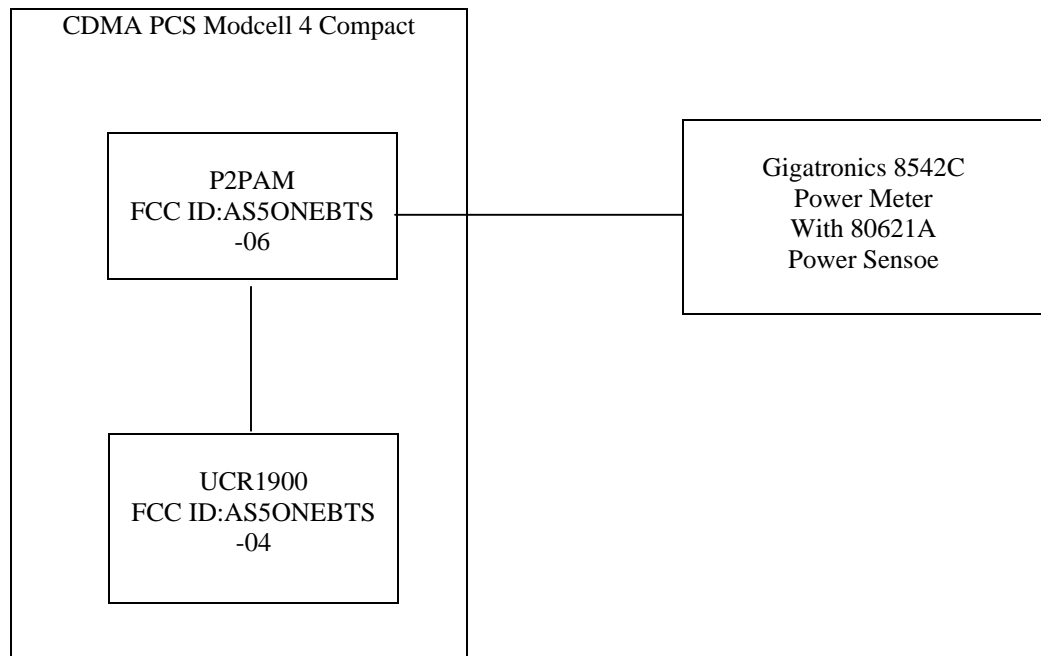 CDMA PCS Modcell 4 Compact
P2PAM
FCC ID:AS5ONEBTS
-06
Gigatronics 8542C
Power Meter
With 80621A
Power Sensoe
UCR1900
FCC ID:AS5ONEBTS
-04